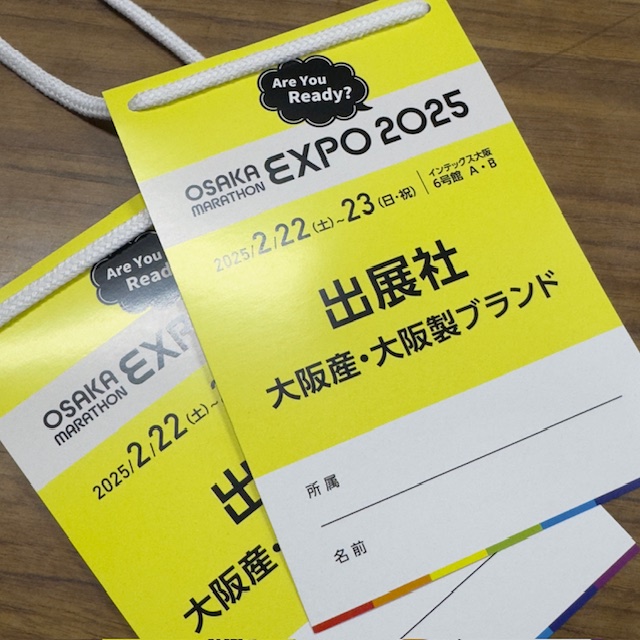 Are You
Ready?
OSAKA
MARATHON
EXPO 2025
2025/2/22(土)~23(日・祝)
インテックス大阪
6号館 A・B
出展社
大阪産・大阪製ブランド
所属
名前
Are You
Read
OSAKA
MARATHON
EXP
2025/2/22(土)~
出
大阪産・